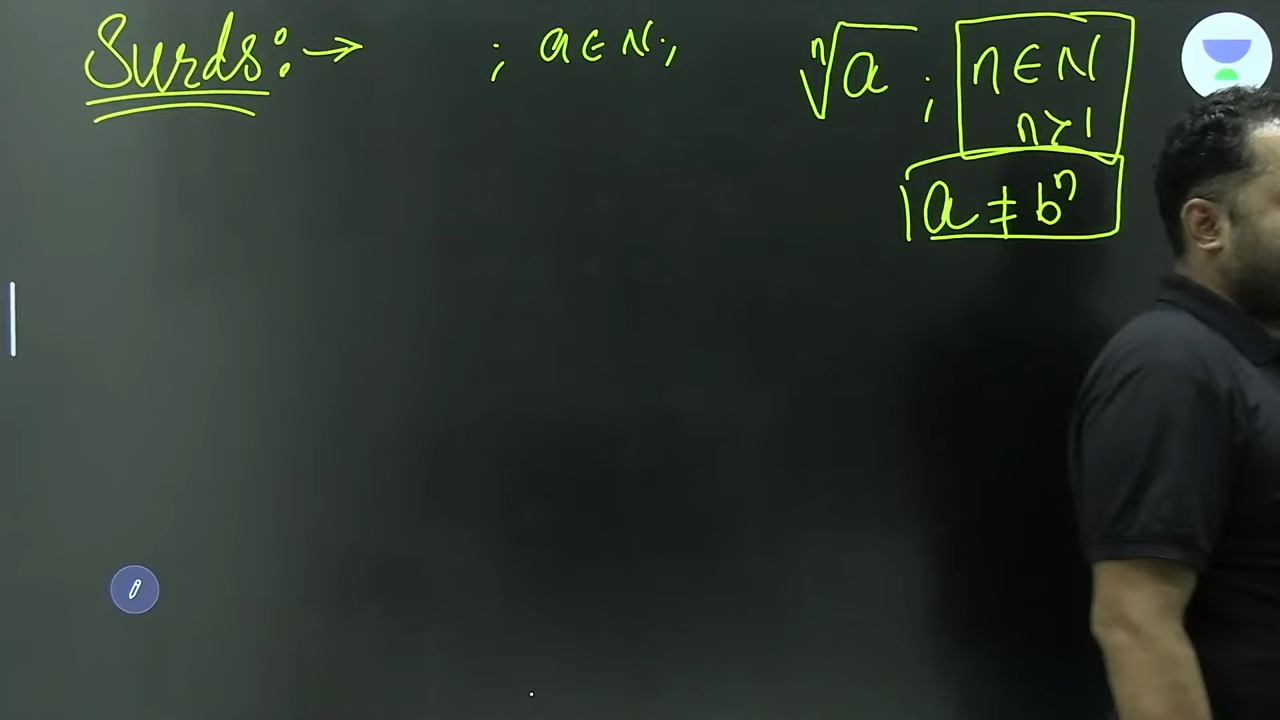 Surds :→ ; a ∈ N ; ⁿ√a ; n ∈ N
n > 1
a ≠ bⁿ